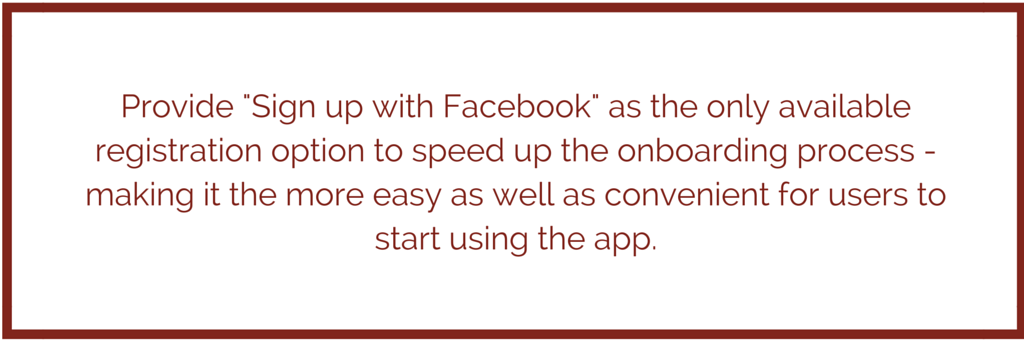 Provide "Sign up with Facebook" as the only available
registration option to speed up the onboarding process -
making it the more easy as well as convenient for users to
start using the app.